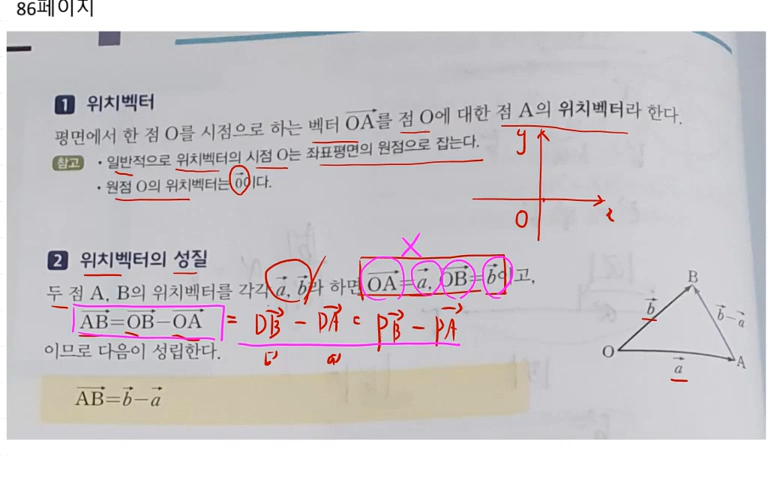 86페이지
1 위치벡터
평면에서 한 점 O를 시점으로 하는 벡터 OA를 점 O에 대한 점 A의 위치벡터라 한다.
참고 • 일반적으로 위치벡터의 시점 O는 좌표평면의 원점으로 잡는다.
• 원점 O의 위치벡터는 0이다.
y
x
O
2 위치벡터의 성질
X
두 점 A, B의 위치벡터를 각각 a, b라 하면 OA=a, OB=b이고,
AB=OB-OA = DB - DA = PB - PA
b a
이므로 다음이 성립한다.
AB=b-a
B
b
b-a
O
a
A